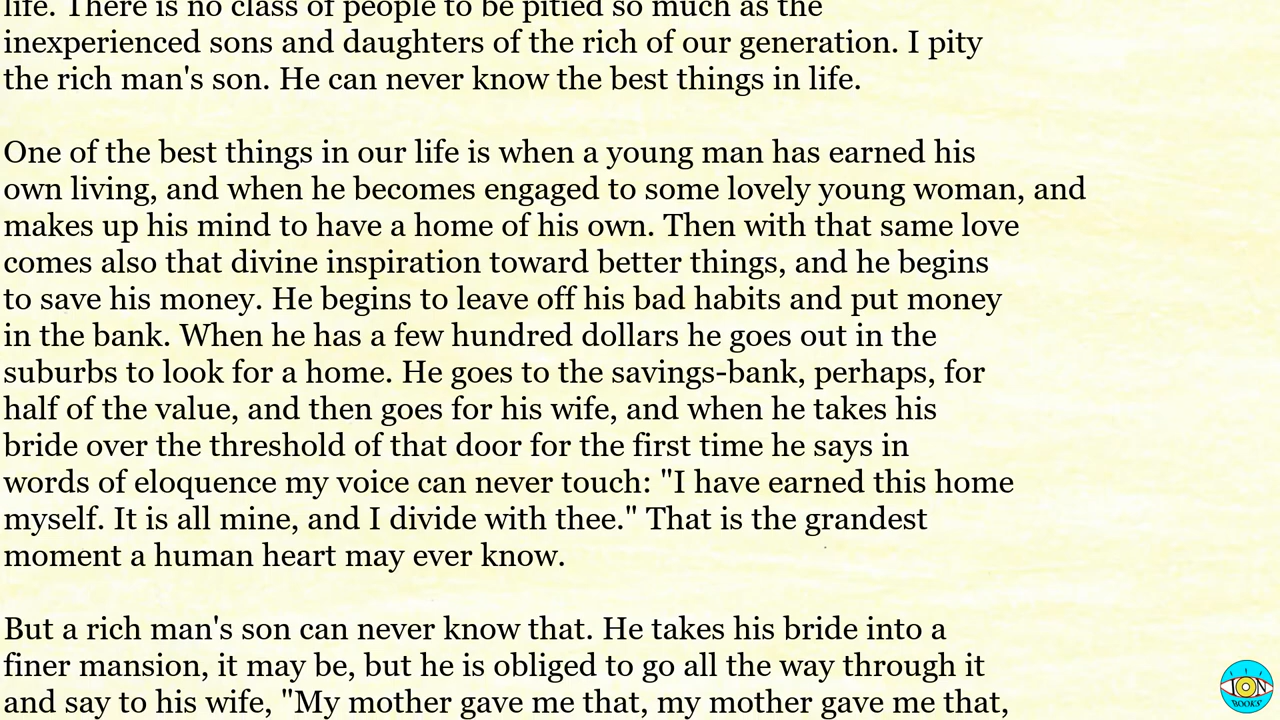 life. There is no class of people to be pitied so much as the
inexperienced sons and daughters of the rich of our generation. I pity
the rich man's son. He can never know the best things in life.
One of the best things in our life is when a young man has earned his
own living, and when he becomes engaged to some lovely young woman, and
makes up his mind to have a home of his own. Then with that same love
comes also that divine inspiration toward better things, and he begins
to save his money. He begins to leave off his bad habits and put money
in the bank. When he has a few hundred dollars he goes out in the
suburbs to look for a home. He goes to the savings-bank, perhaps, for
half of the value, and then goes for his wife, and when he takes his
bride over the threshold of that door for the first time he says in
words of eloquence my voice can never touch: "I have earned this home
myself. It is all mine, and I divide with thee." That is the grandest
moment a human heart may ever know.
But a rich man's son can never know that. He takes his bride into a
finer mansion, it may be, but he is obliged to go all the way through it
and say to his wife, "My mother gave me that, my mother gave me that,
ION
BOOKS